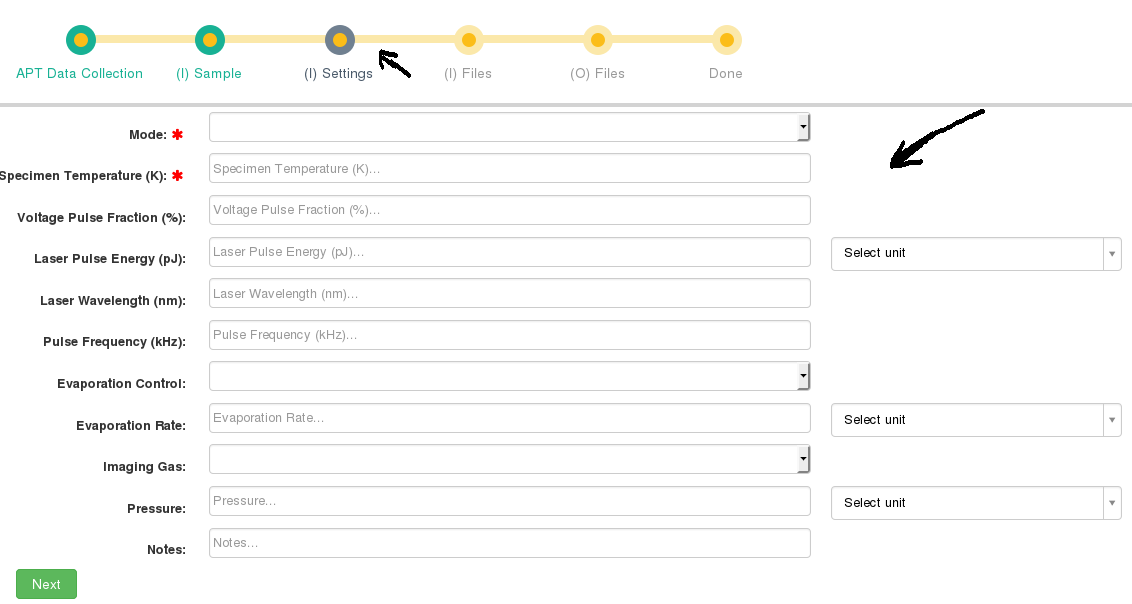 APT Data Collection (I) Sample (I) Settings (I) Files (O) Files Done
Mode: ✱
Specimen Temperature (K): ✱ Specimen Temperature (K)...
Voltage Pulse Fraction (%): Voltage Pulse Fraction (%)...
Laser Pulse Energy (pJ): Laser Pulse Energy (pJ)... Select unit
Laser Wavelength (nm): Laser Wavelength (nm)...
Pulse Frequency (kHz): Pulse Frequency (kHz)...
Evaporation Control:
Evaporation Rate: Evaporation Rate... Select unit
Imaging Gas:
Pressure: Pressure... Select unit
Notes: Notes...
Next